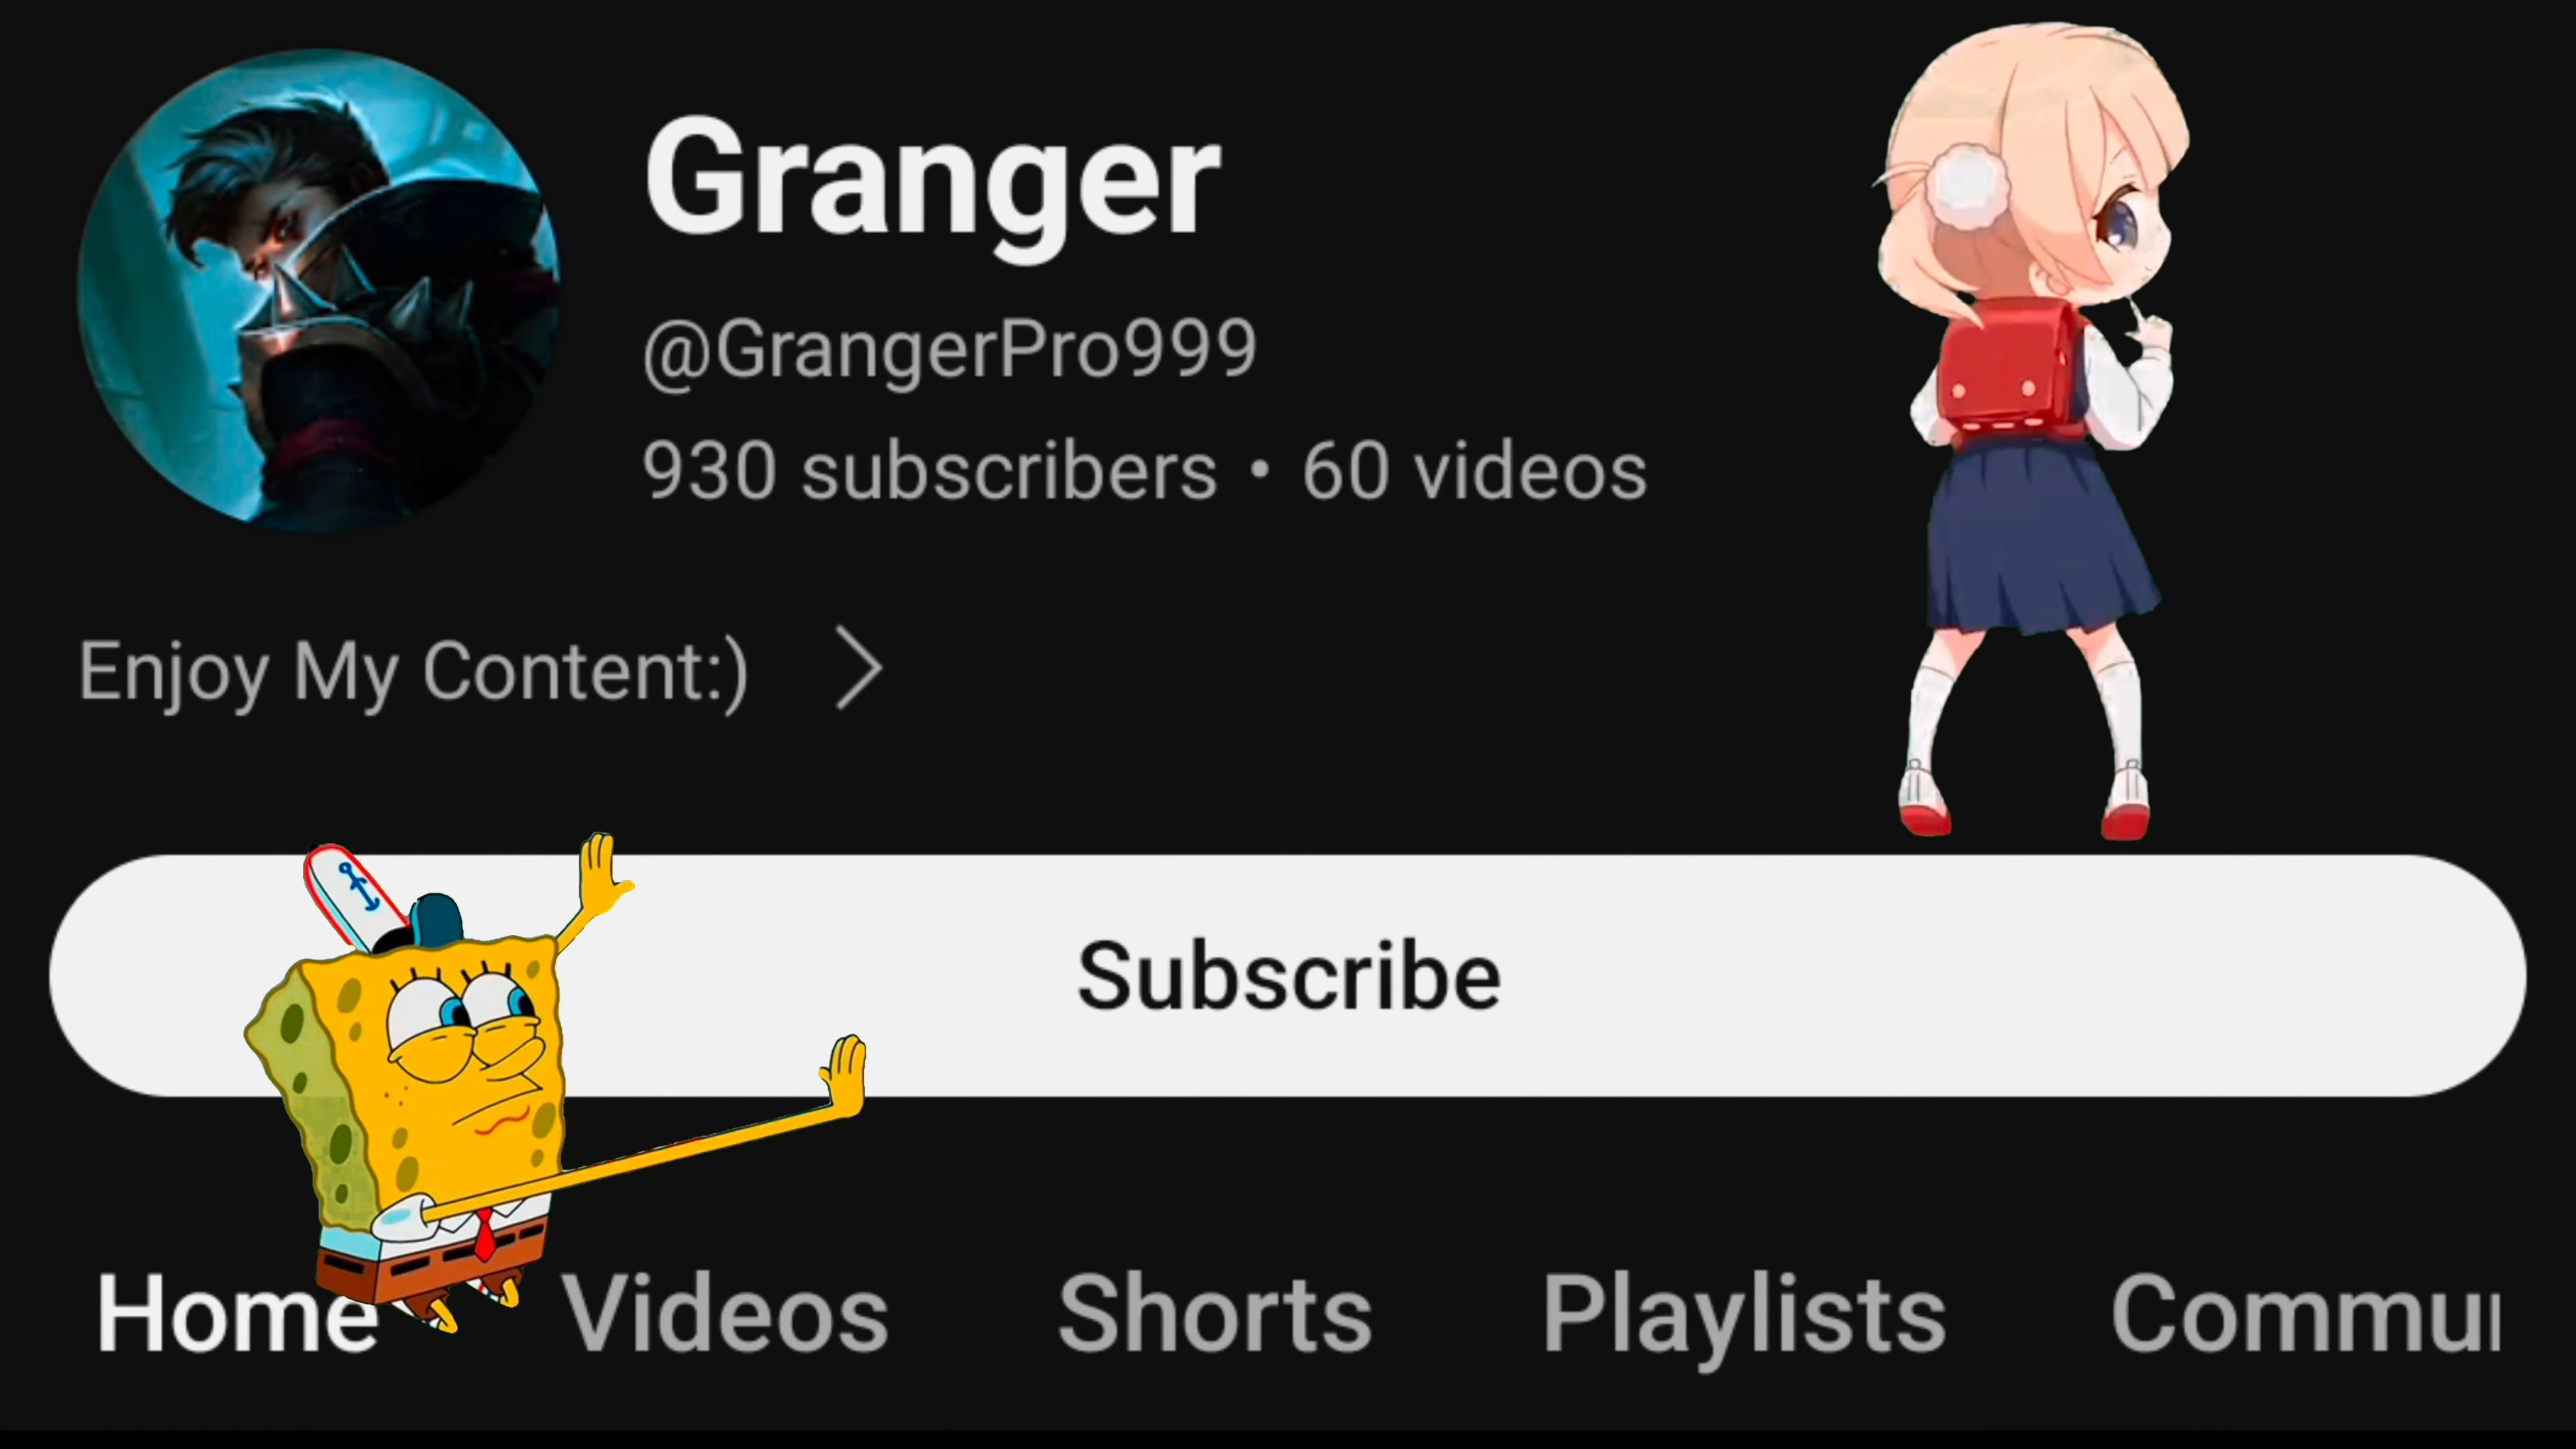 Granger
@GrangerPro999
930 subscribers • 60 videos
Enjoy My Content:)
Subscribe
Home Videos Shorts Playlists